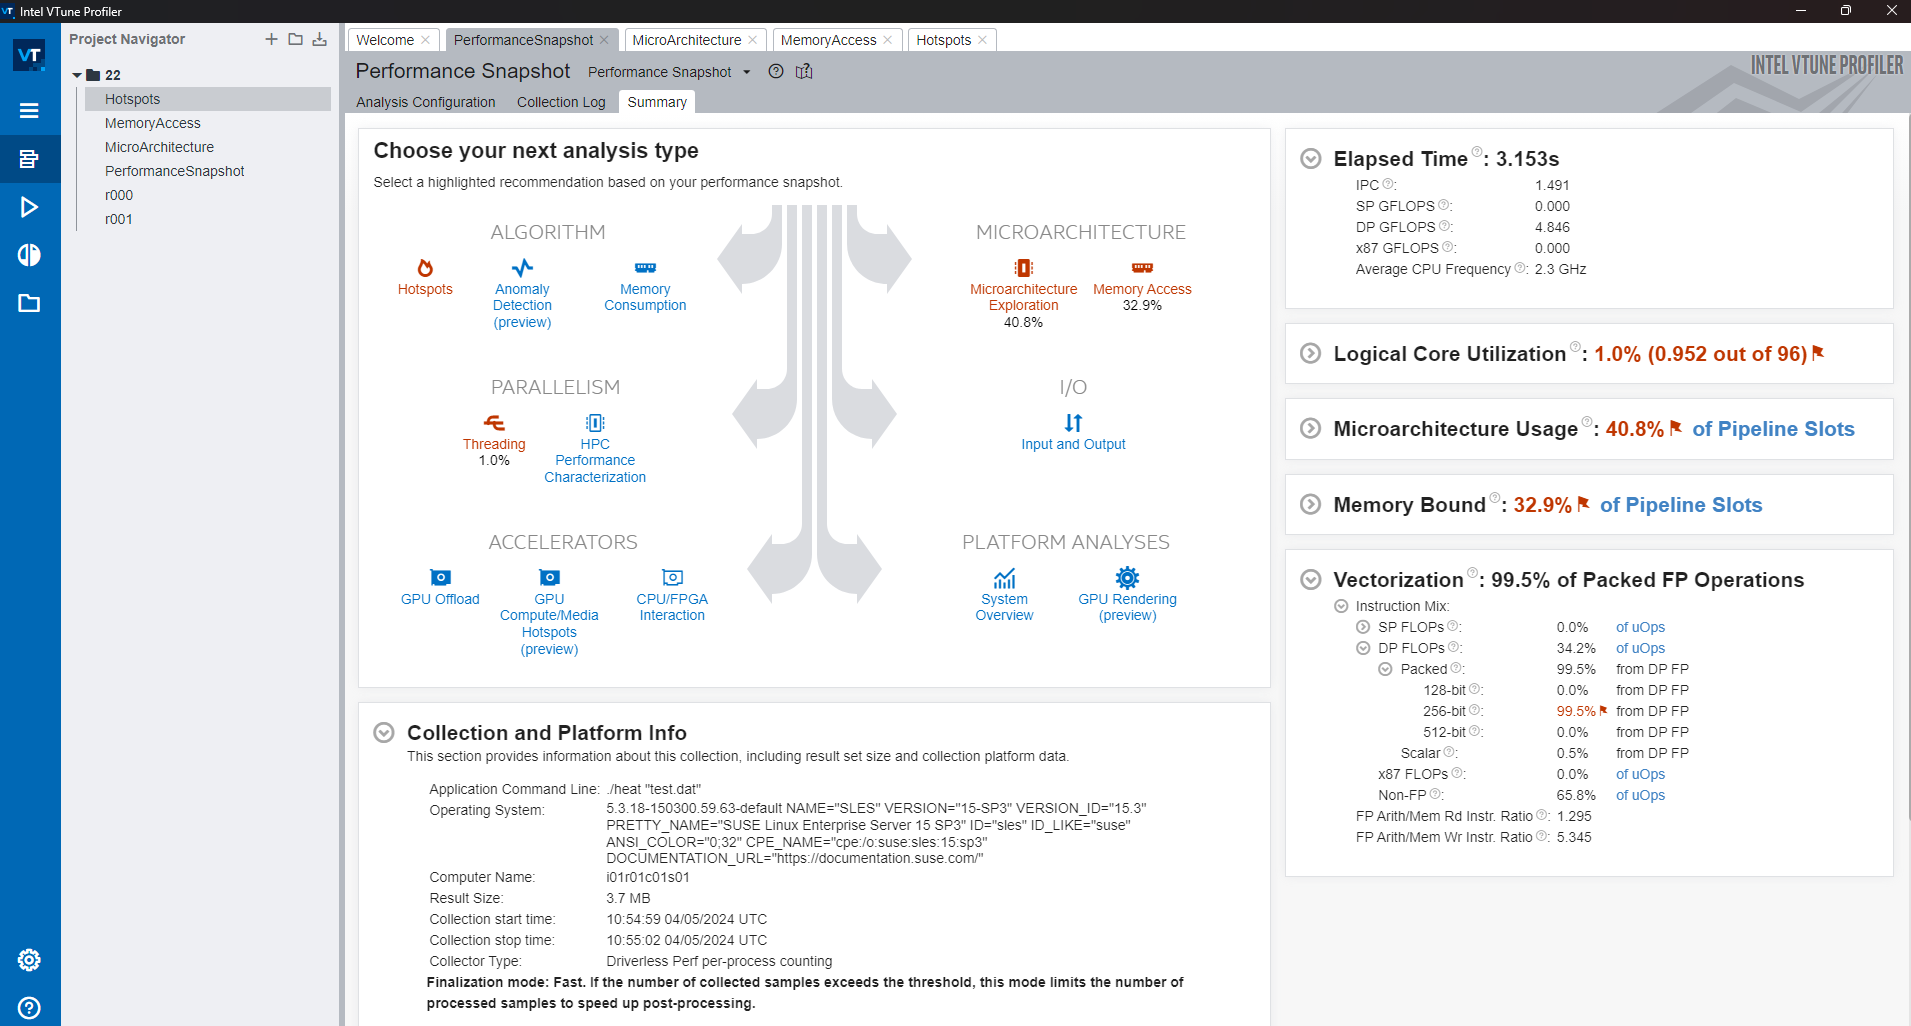 VT Intel VTune Profiler
VT
Project Navigator
22
Hotspots
MemoryAccess
MicroArchitecture
PerformanceSnapshot
r000
r001
Welcome
PerformanceSnapshot
MicroArchitecture
MemoryAccess
Hotspots
Performance Snapshot Performance Snapshot
INTEL VTUNE PROFILER
Analysis Configuration Collection Log Summary
Choose your next analysis type
Select a highlighted recommendation based on your performance snapshot.
ALGORITHM
Hotspots
Anomaly
Detection
(preview)
Memory
Consumption
MICROARCHITECTURE
Microarchitecture
Exploration
40.8%
Memory Access
32.9%
PARALLELISM
Threading
1.0%
HPC
Performance
Characterization
I/O
Input and Output
ACCELERATORS
GPU Offload
GPU
Compute/Media
Hotspots
(preview)
CPU/FPGA
Interaction
PLATFORM ANALYSES
System
Overview
GPU Rendering
(preview)
Collection and Platform Info
This section provides information about this collection, including result set size and collection platform data.
Application Command Line: ./heat "test.dat"
Operating System: 5.3.18-150300.59.63-default NAME="SLES" VERSION="15-SP3" VERSION_ID="15.3"
PRETTY_NAME="SUSE Linux Enterprise Server 15 SP3" ID="sles" ID_LIKE="suse"
ANSI_COLOR="0;32" CPE_NAME="cpe:/o:suse:sles:15:sp3"
DOCUMENTATION_URL="https://documentation.suse.com/"
Computer Name: i01r01c01s01
Result Size: 3.7 MB
Collection start time: 10:54:59 04/05/2024 UTC
Collection stop time: 10:55:02 04/05/2024 UTC
Collector Type: Driverless Perf per-process counting
Finalization mode: Fast. If the number of collected samples exceeds the threshold, this mode limits the number of
processed samples to speed up post-processing.
Elapsed Time: 3.153s
IPC: 1.491
SP GFLOPS: 0.000
DP GFLOPS: 4.846
x87 GFLOPS: 0.000
Average CPU Frequency: 2.3 GHz
Logical Core Utilization: 1.0% (0.952 out of 96)
Microarchitecture Usage: 40.8% of Pipeline Slots
Memory Bound: 32.9% of Pipeline Slots
Vectorization: 99.5% of Packed FP Operations
Instruction Mix:
SP FLOPs: 0.0% of uOps
DP FLOPs: 34.2% of uOps
Packed: 99.5% from DP FP
128-bit: 0.0% from DP FP
256-bit: 99.5% from DP FP
512-bit: 0.0% from DP FP
Scalar: 0.5% from DP FP
x87 FLOPs: 0.0% of uOps
Non-FP: 65.8% of uOps
FP Arith/Mem Rd Instr. Ratio: 1.295
FP Arith/Mem Wr Instr. Ratio: 5.345